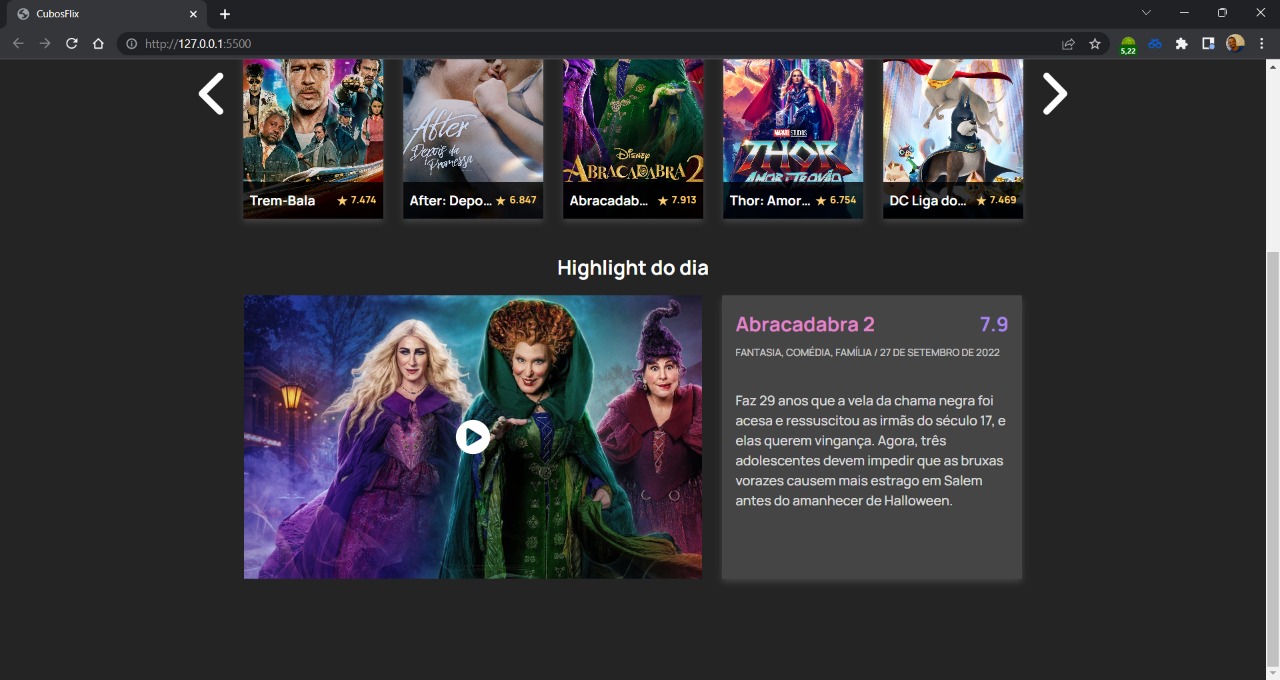 CubosFlix
http://127.0.0.1:5500
5,22
After
Depois da
Promessa
Disney
ABRACADABRA 2
MARVEL STUDIOS
THOR
AMOR E TROVÃO
Trem-Bala ★ 7.474
After: Depo... ★ 6.847
Abracadab... ★ 7.913
Thor: Amor... ★ 6.754
DC Liga do... ★ 7.469
Highlight do dia
Abracadabra 2 7.9
FANTASIA, COMÉDIA, FAMÍLIA / 27 DE SETEMBRO DE 2022
Faz 29 anos que a vela da chama negra foi
acesa e ressuscitou as irmãs do século 17, e
elas querem vingança. Agora, três
adolescentes devem impedir que as bruxas
vorazes causem mais estrago em Salem
antes do amanhecer de Halloween.